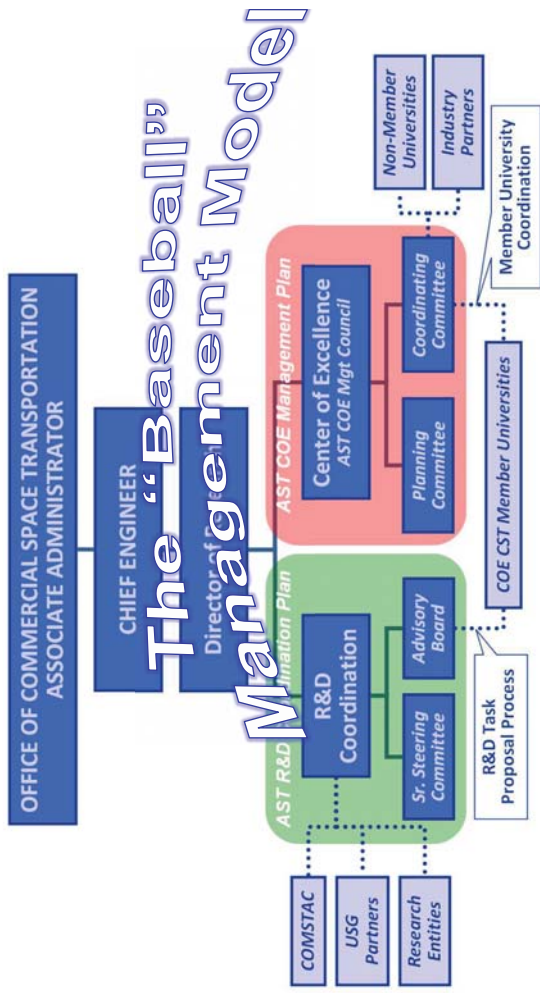 OFFICE OF COMMERCIAL SPACE TRANSPORTATION
ASSOCIATE ADMINISTRATOR
CHIEF ENGINEER
The “Baseball”
Management Model
Director of
AST R&D
Plan
R&D
Coordination
Sr. Steering
Committee
Advisory
Board
AST COE Management Plan
Center of Excellence
AST COE Mgt Council
Planning
Committee
Coordinating
Committee
COMSTAC
USG
Partners
Research
Entities
Non-Member
Universities
Industry
Partners
R&D Task
Proposal Process
COE CST Member Universities
Member University
Coordination